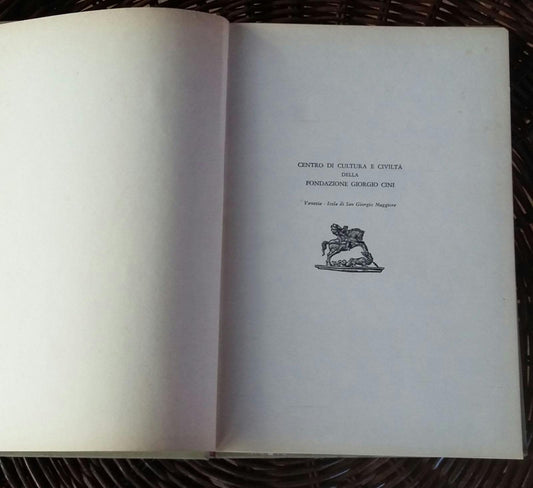 CENTRO DI CULTURA E CIVILTÀ
DELLA
FONDAZIONE GIORGIO CINI
Venezia - Isola di San Giorgio Maggiore